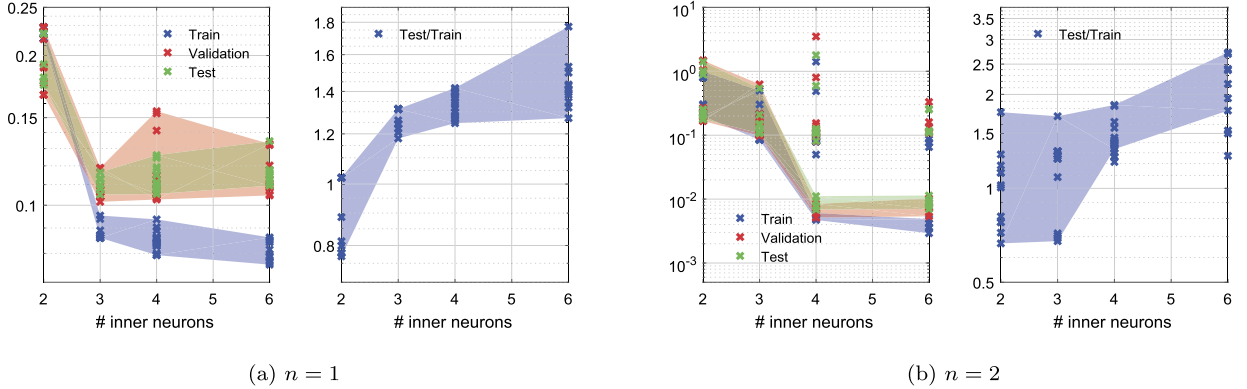 0.25
0.2
0.15
0.1
Train
Validation
Test
2 3 4 5 6
# inner neurons
1.8
1.6
1.4
1.2
1
0.8
Test/Train
2 3 4 5 6
# inner neurons
(a) n = 1
10^1
10^0
10^-1
10^-2
10^-3
Train
Validation
Test
2 3 4 5 6
# inner neurons
3.5
3
2.5
2
1.5
1
0.5
Test/Train
2 3 4 5 6
# inner neurons
(b) n = 2